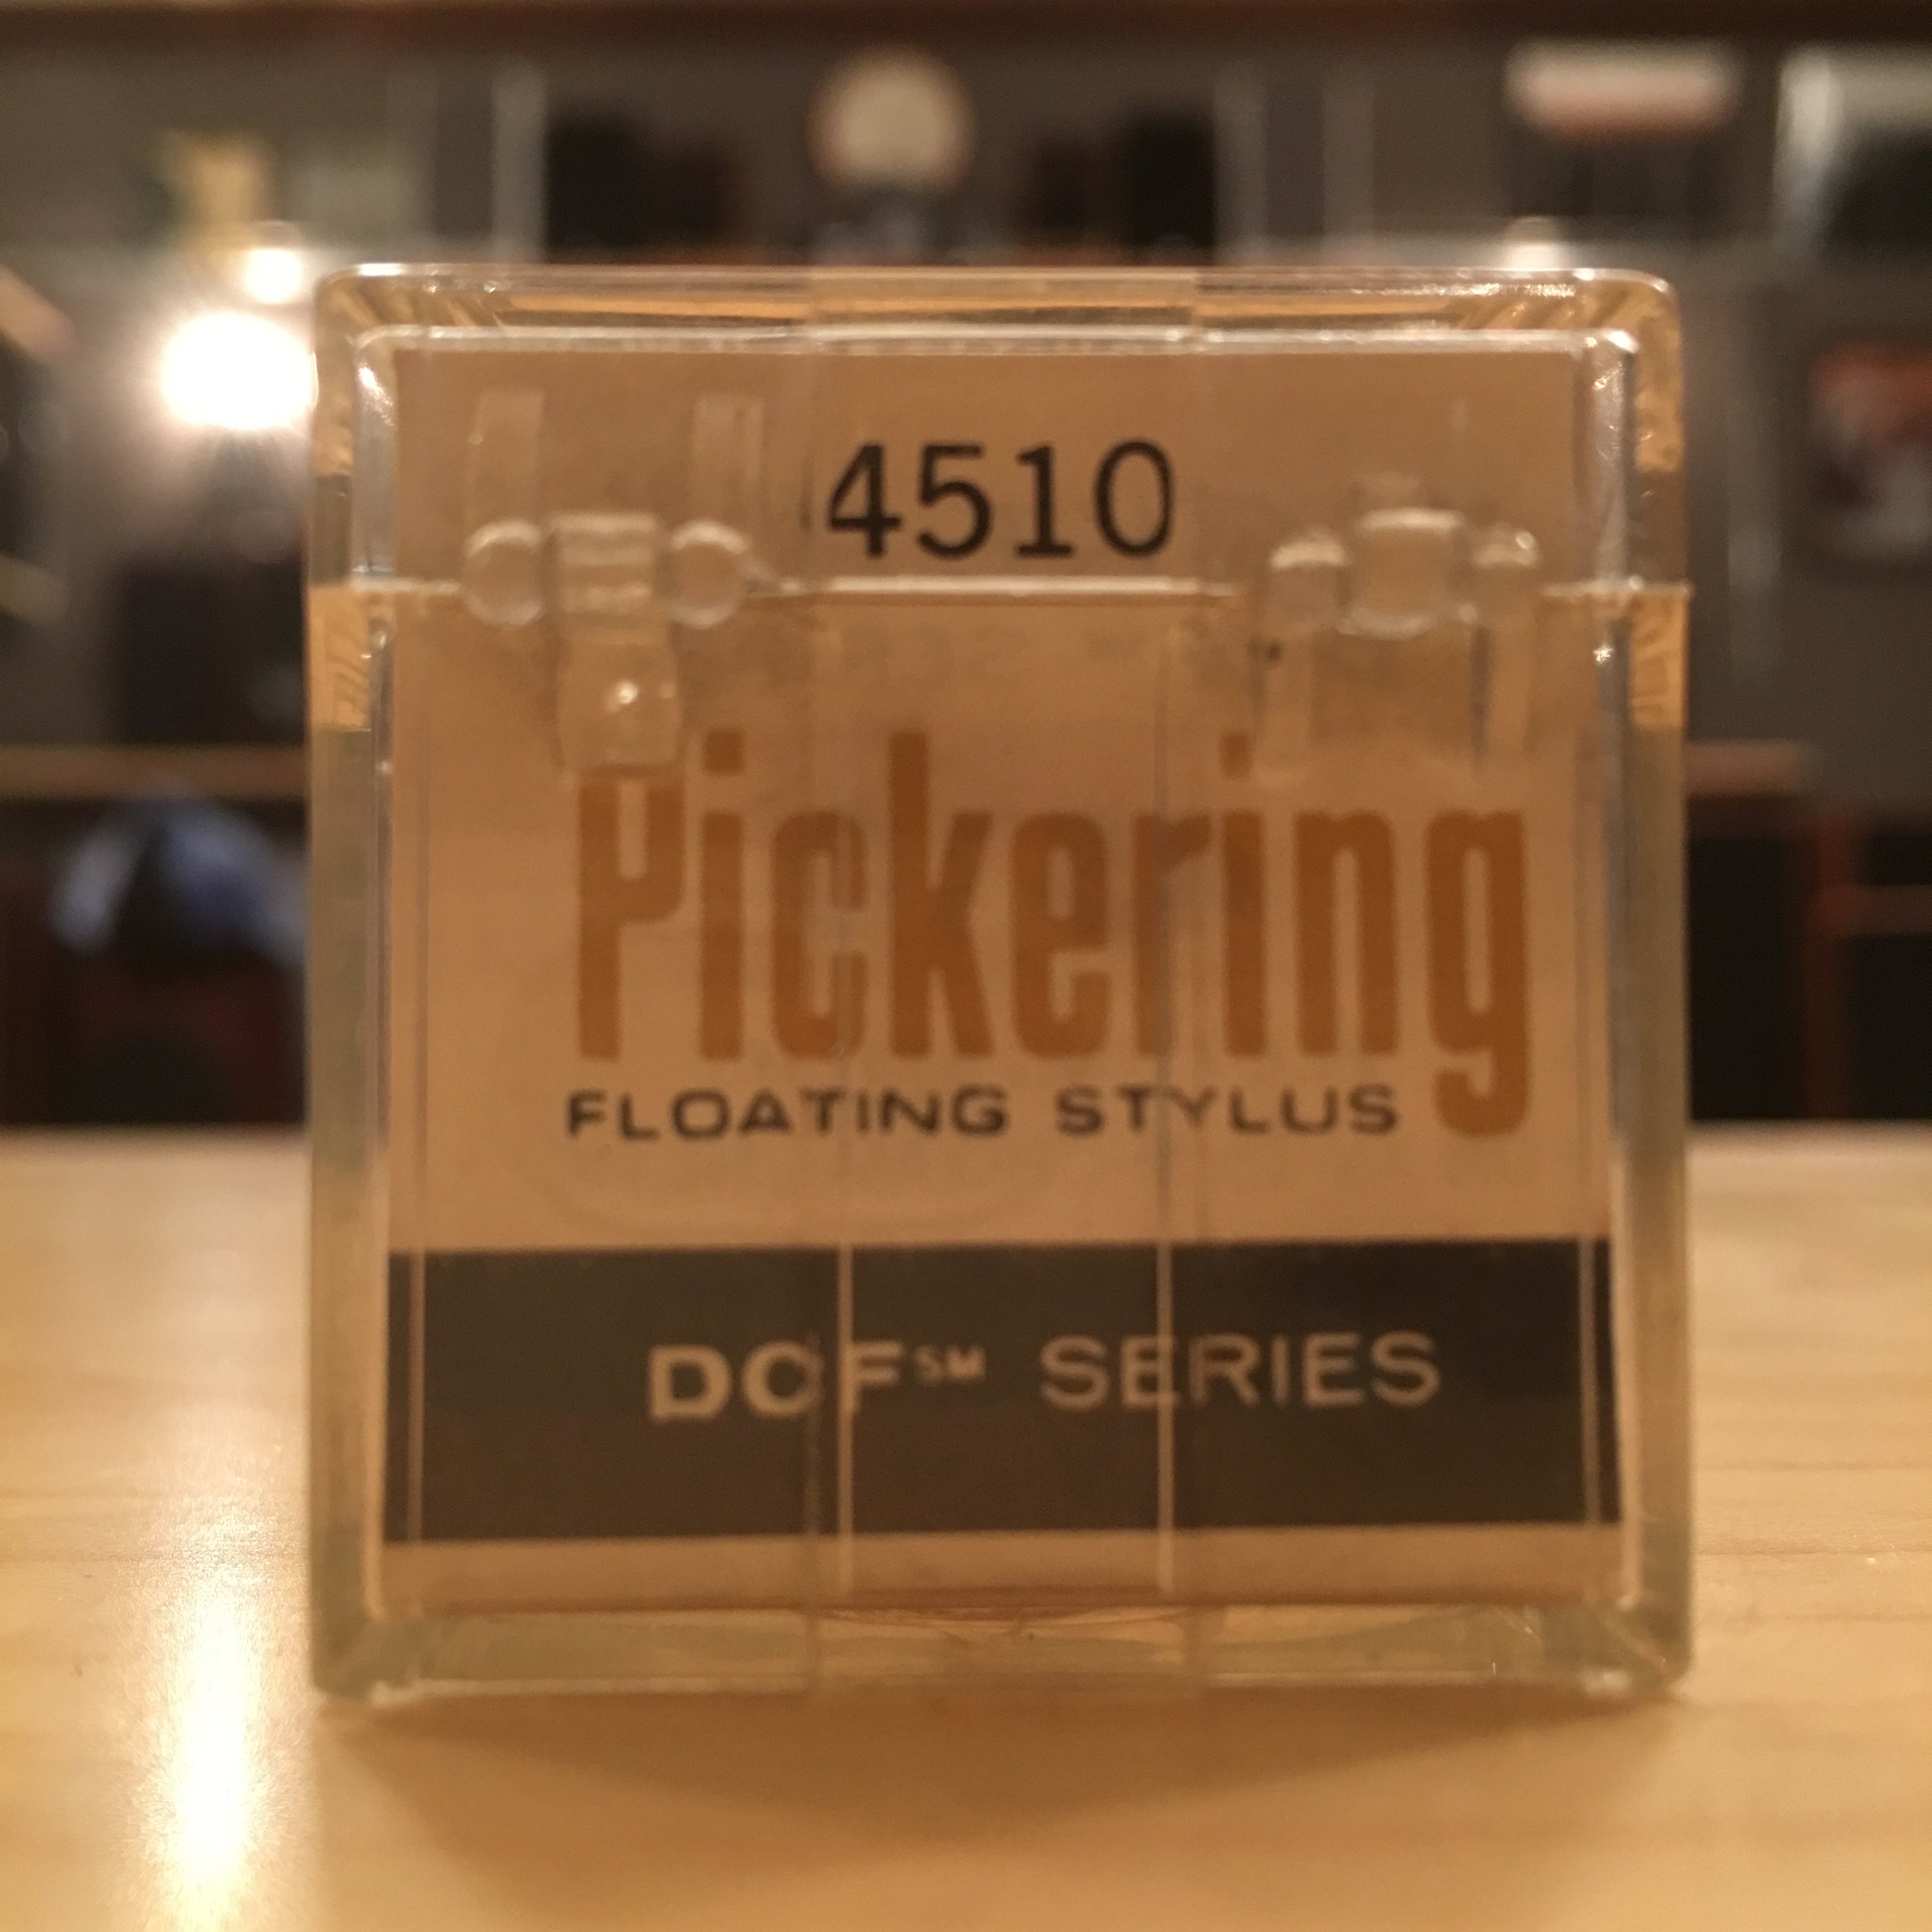 4510
Pickering
FLOATING STYLUS
DCF℠ SERIES